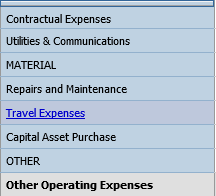 Contractual Expenses
Utilities & Communications
MATERIAL
Repairs and Maintenance
Travel Expenses
Capital Asset Purchase
OTHER
Other Operating Expenses